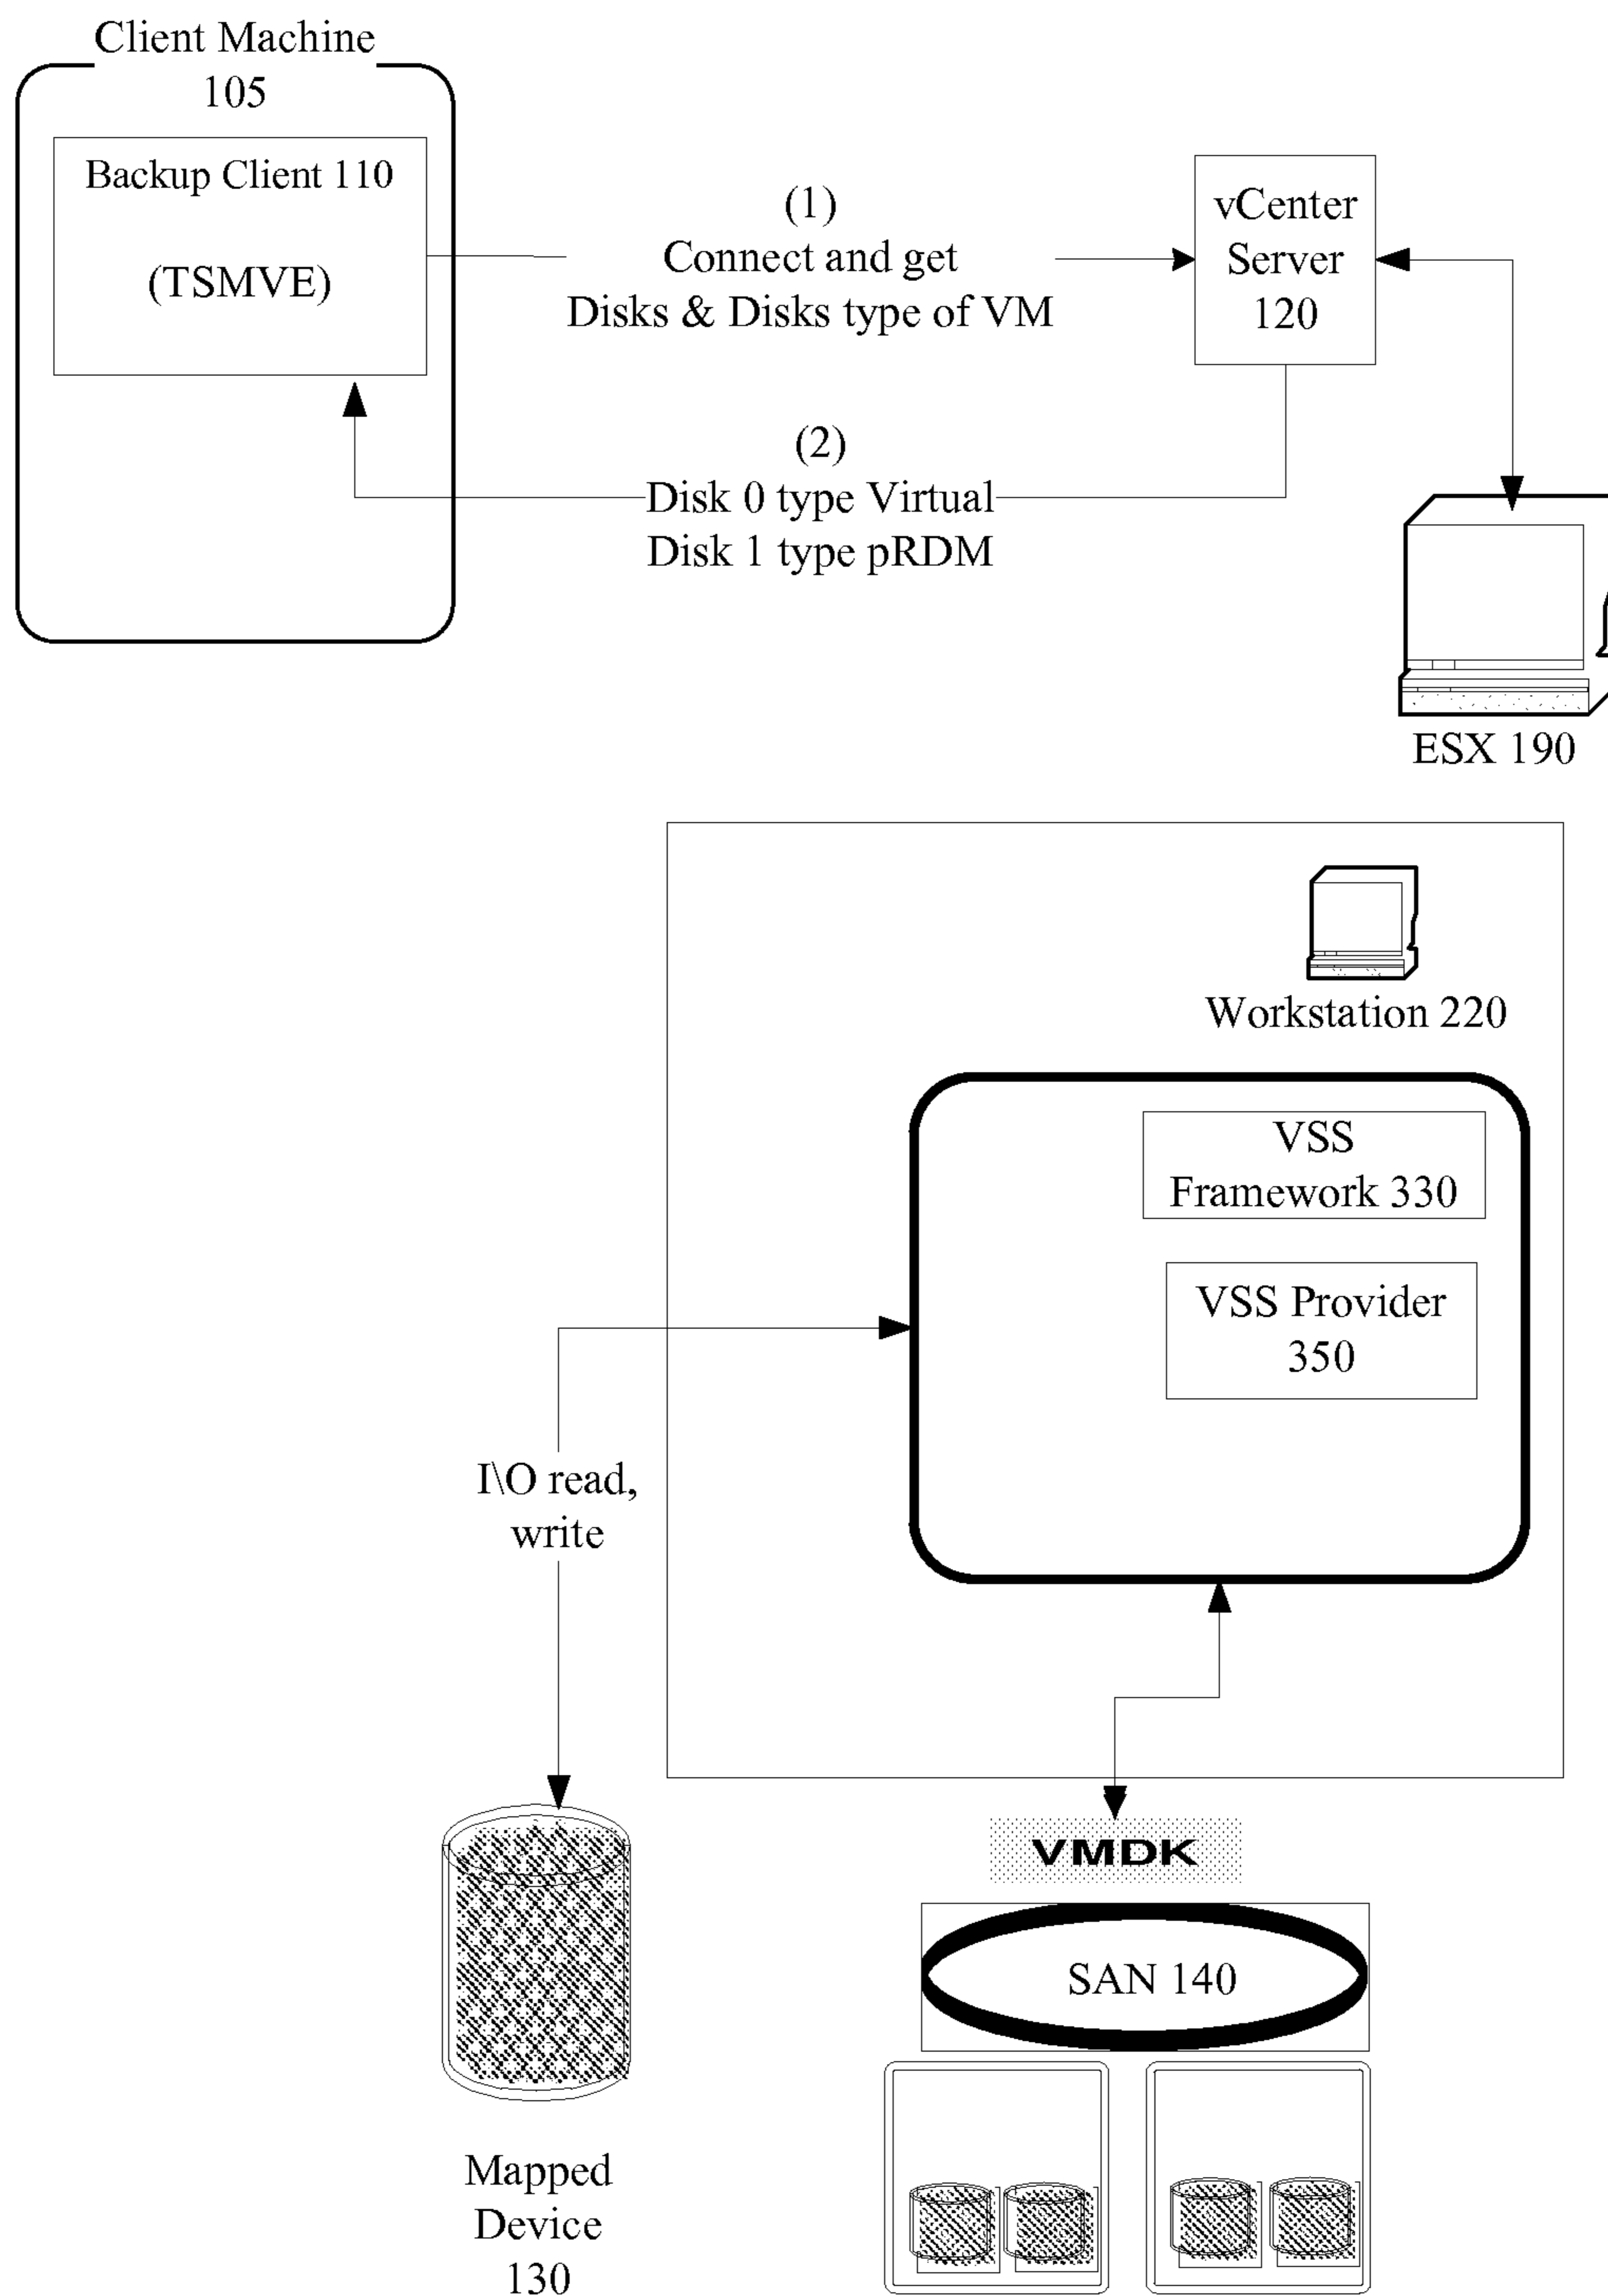 Client Machine
105
Backup Client 110
(TSMVE)
(1)
Connect and get
Disks & Disks type of VM
vCenter
Server
120
(2)
Disk 0 type Virtual
Disk 1 type pRDM
ESX 190
Workstation 220
VSS
Framework 330
VSS Provider
350
I\O read,
write
VMDK
SAN 140
Mapped
Device
130